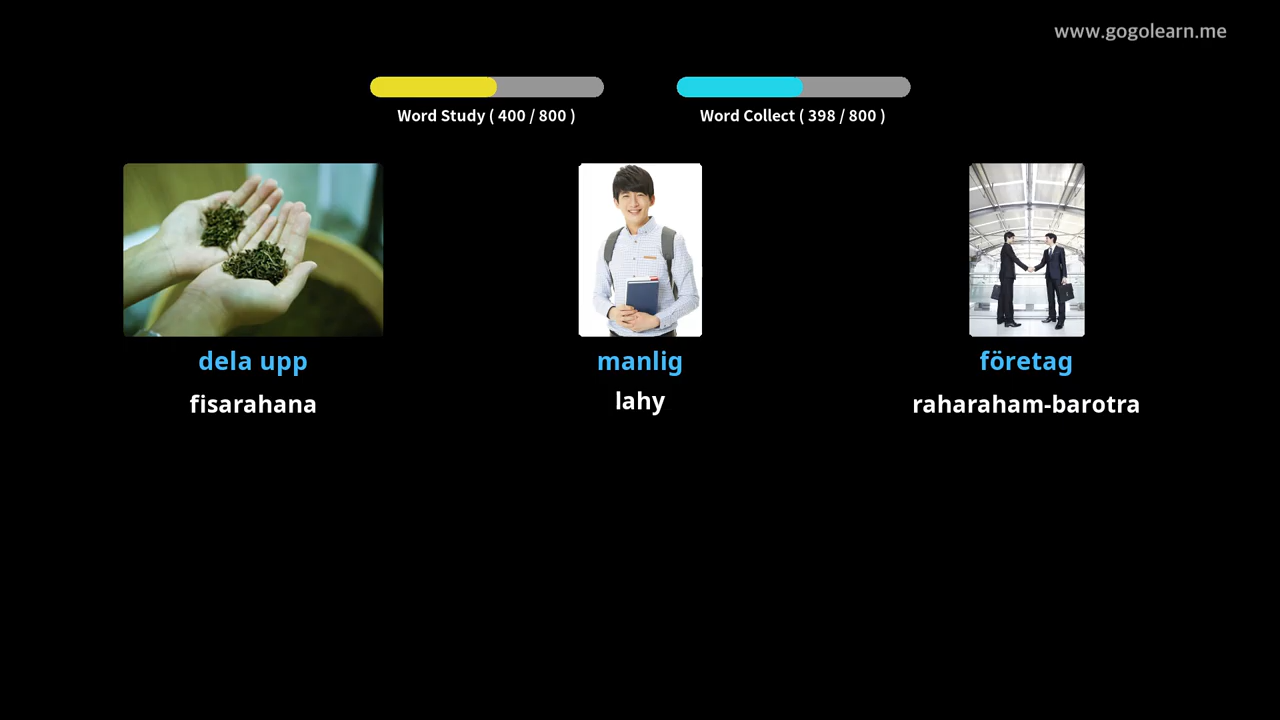 www.gogolearn.me
Word Study ( 400 / 800 )
Word Collect ( 398 / 800 )
dela upp
manlig
företag
fisarahana
lahy
raharaham-barotra